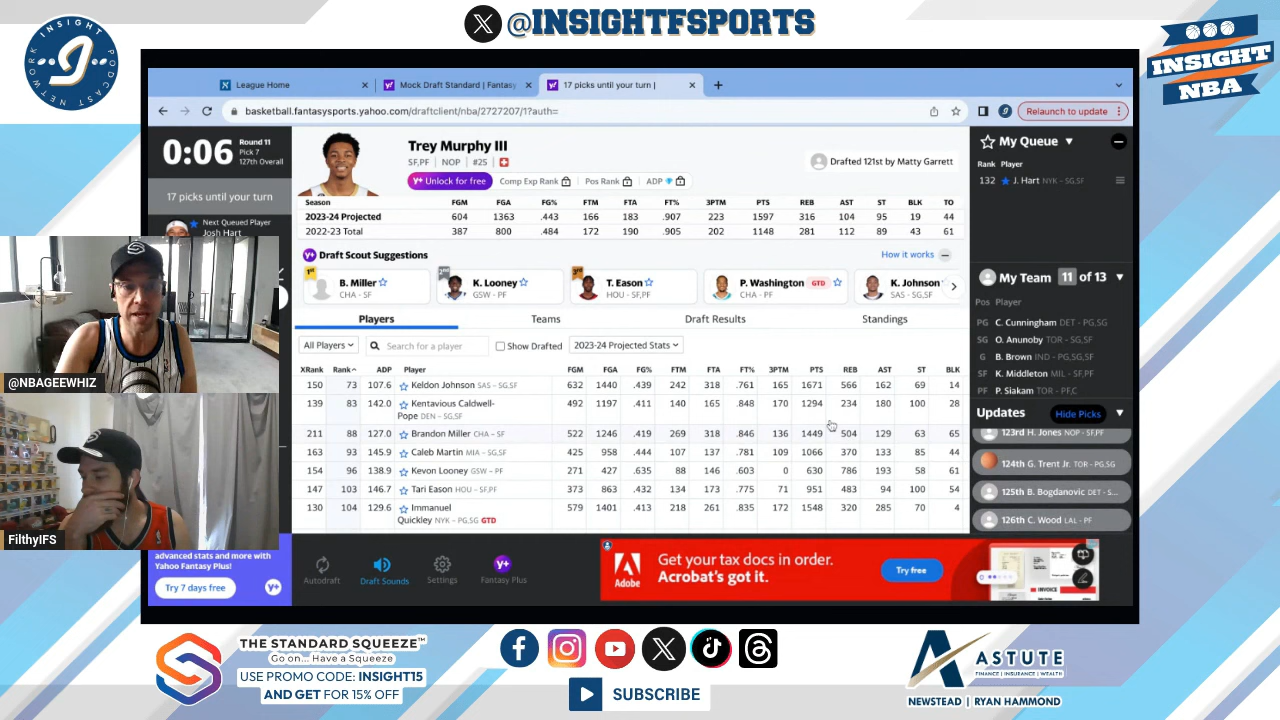 INSIGHT
PODCAST NETWORK
@INSIGHTFSPORTS
INSIGHT
NBA
League Home
Mock Draft Standard | Fantasy
17 picks until your turn |
basketball.fantasysports.yahoo.com/draftclient/nba/2727207/1?auth=
Relaunch to update
0:06
Round 11
Pick 7
127th Overall
17 picks until your turn
Next Queued Player
Josh Hart
@NBAGEEWHIZ
FilthyIFS
advanced stats and more with
Yahoo Fantasy Plus!
Try 7 days free
y+
Trey Murphy III
SF,PF | NOP | #25
Drafted 121st by Matty Garrett
y+ Unlock for free
Comp Exp Rank
Pos Rank
ADP
Season FGM FGA FG% FTM FTA FT% 3PTM PTS REB AST ST BLK TO
2023-24 Projected 604 1363 .443 166 183 .907 223 1597 316 104 95 19 44
2022-23 Total 387 800 .484 172 190 .905 202 1148 281 112 89 43 61
y+ Draft Scout Suggestions
How it works
1st
B. Miller
CHA - SF
2nd
K. Looney
GSW - PF
3rd
T. Eason
HOU - SF,PF
P. Washington GTD
CHA - PF
K. Johnson
SAS - SG,SF
Players
Teams
Draft Results
Standings
All Players
Search for a player
Show Drafted
2023-24 Projected Stats
XRank Rank ADP Player FGM FGA FG% FTM FTA FT% 3PTM PTS REB AST ST BLK
150 73 107.6 Keldon Johnson SAS - SG,SF 632 1440 .439 242 318 .761 165 1671 566 162 69 14
139 83 142.0 Kentavious Caldwell-
Pope DEN - SG,SF 492 1197 .411 140 165 .848 170 1294 234 180 100 28
211 88 127.0 Brandon Miller CHA - SF 522 1246 .419 269 318 .846 136 1449 504 129 63 65
163 93 145.9 Caleb Martin MIA - SG,SF 425 958 .444 107 137 .781 109 1066 370 133 85 44
154 96 138.9 Kevon Looney GSW - PF 271 427 .635 88 146 .603 0 630 786 193 58 61
147 103 146.7 Tari Eason HOU - SF,PF 373 863 .432 134 173 .775 71 951 483 94 100 54
130 104 129.6 Immanuel
Quickley NYK - PG,SG GTD 579 1401 .413 218 261 .835 172 1548 320 285 70 4
My Queue
Rank Player
132 J. Hart NYK - SG,SF
My Team 11 of 13
Pos Player
PG C. Cunningham DET - PG,SG
SG O. Anunoby TOR - SG,SF
G B. Brown IND - PG,SG,SF
SF K. Middleton MIL - SF,PF
PF P. Siakam TOR - PF,C
Updates
Hide Picks
123rd H. Jones NOP - SF,PF
124th G. Trent Jr. TOR - PG,SG
125th B. Bogdanovic DET - S...
126th C. Wood LAL - PF
Autodraft
Draft Sounds
Settings
y+
Fantasy Plus
Adobe
Get your tax docs in order.
Acrobat's got it.
Try free
INVOICE
THE STANDARD SQUEEZE™
Go on... Have a Squeeze
USE PROMO CODE: INSIGHT15
AND GET FOR 15% OFF
SUBSCRIBE
ASTUTE
FINANCE | INSURANCE | WEALTH
NEWSTEAD | RYAN HAMMOND